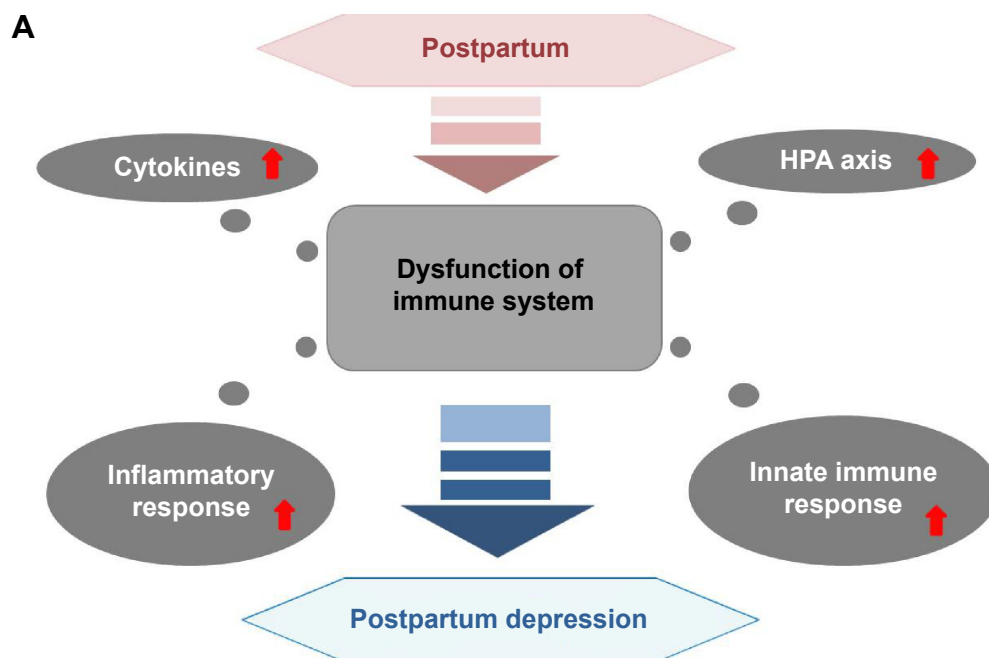 A
Postpartum
Cytokines
HPA axis
Dysfunction of
immune system
Inflammatory
response
Innate immune
response
Postpartum depression